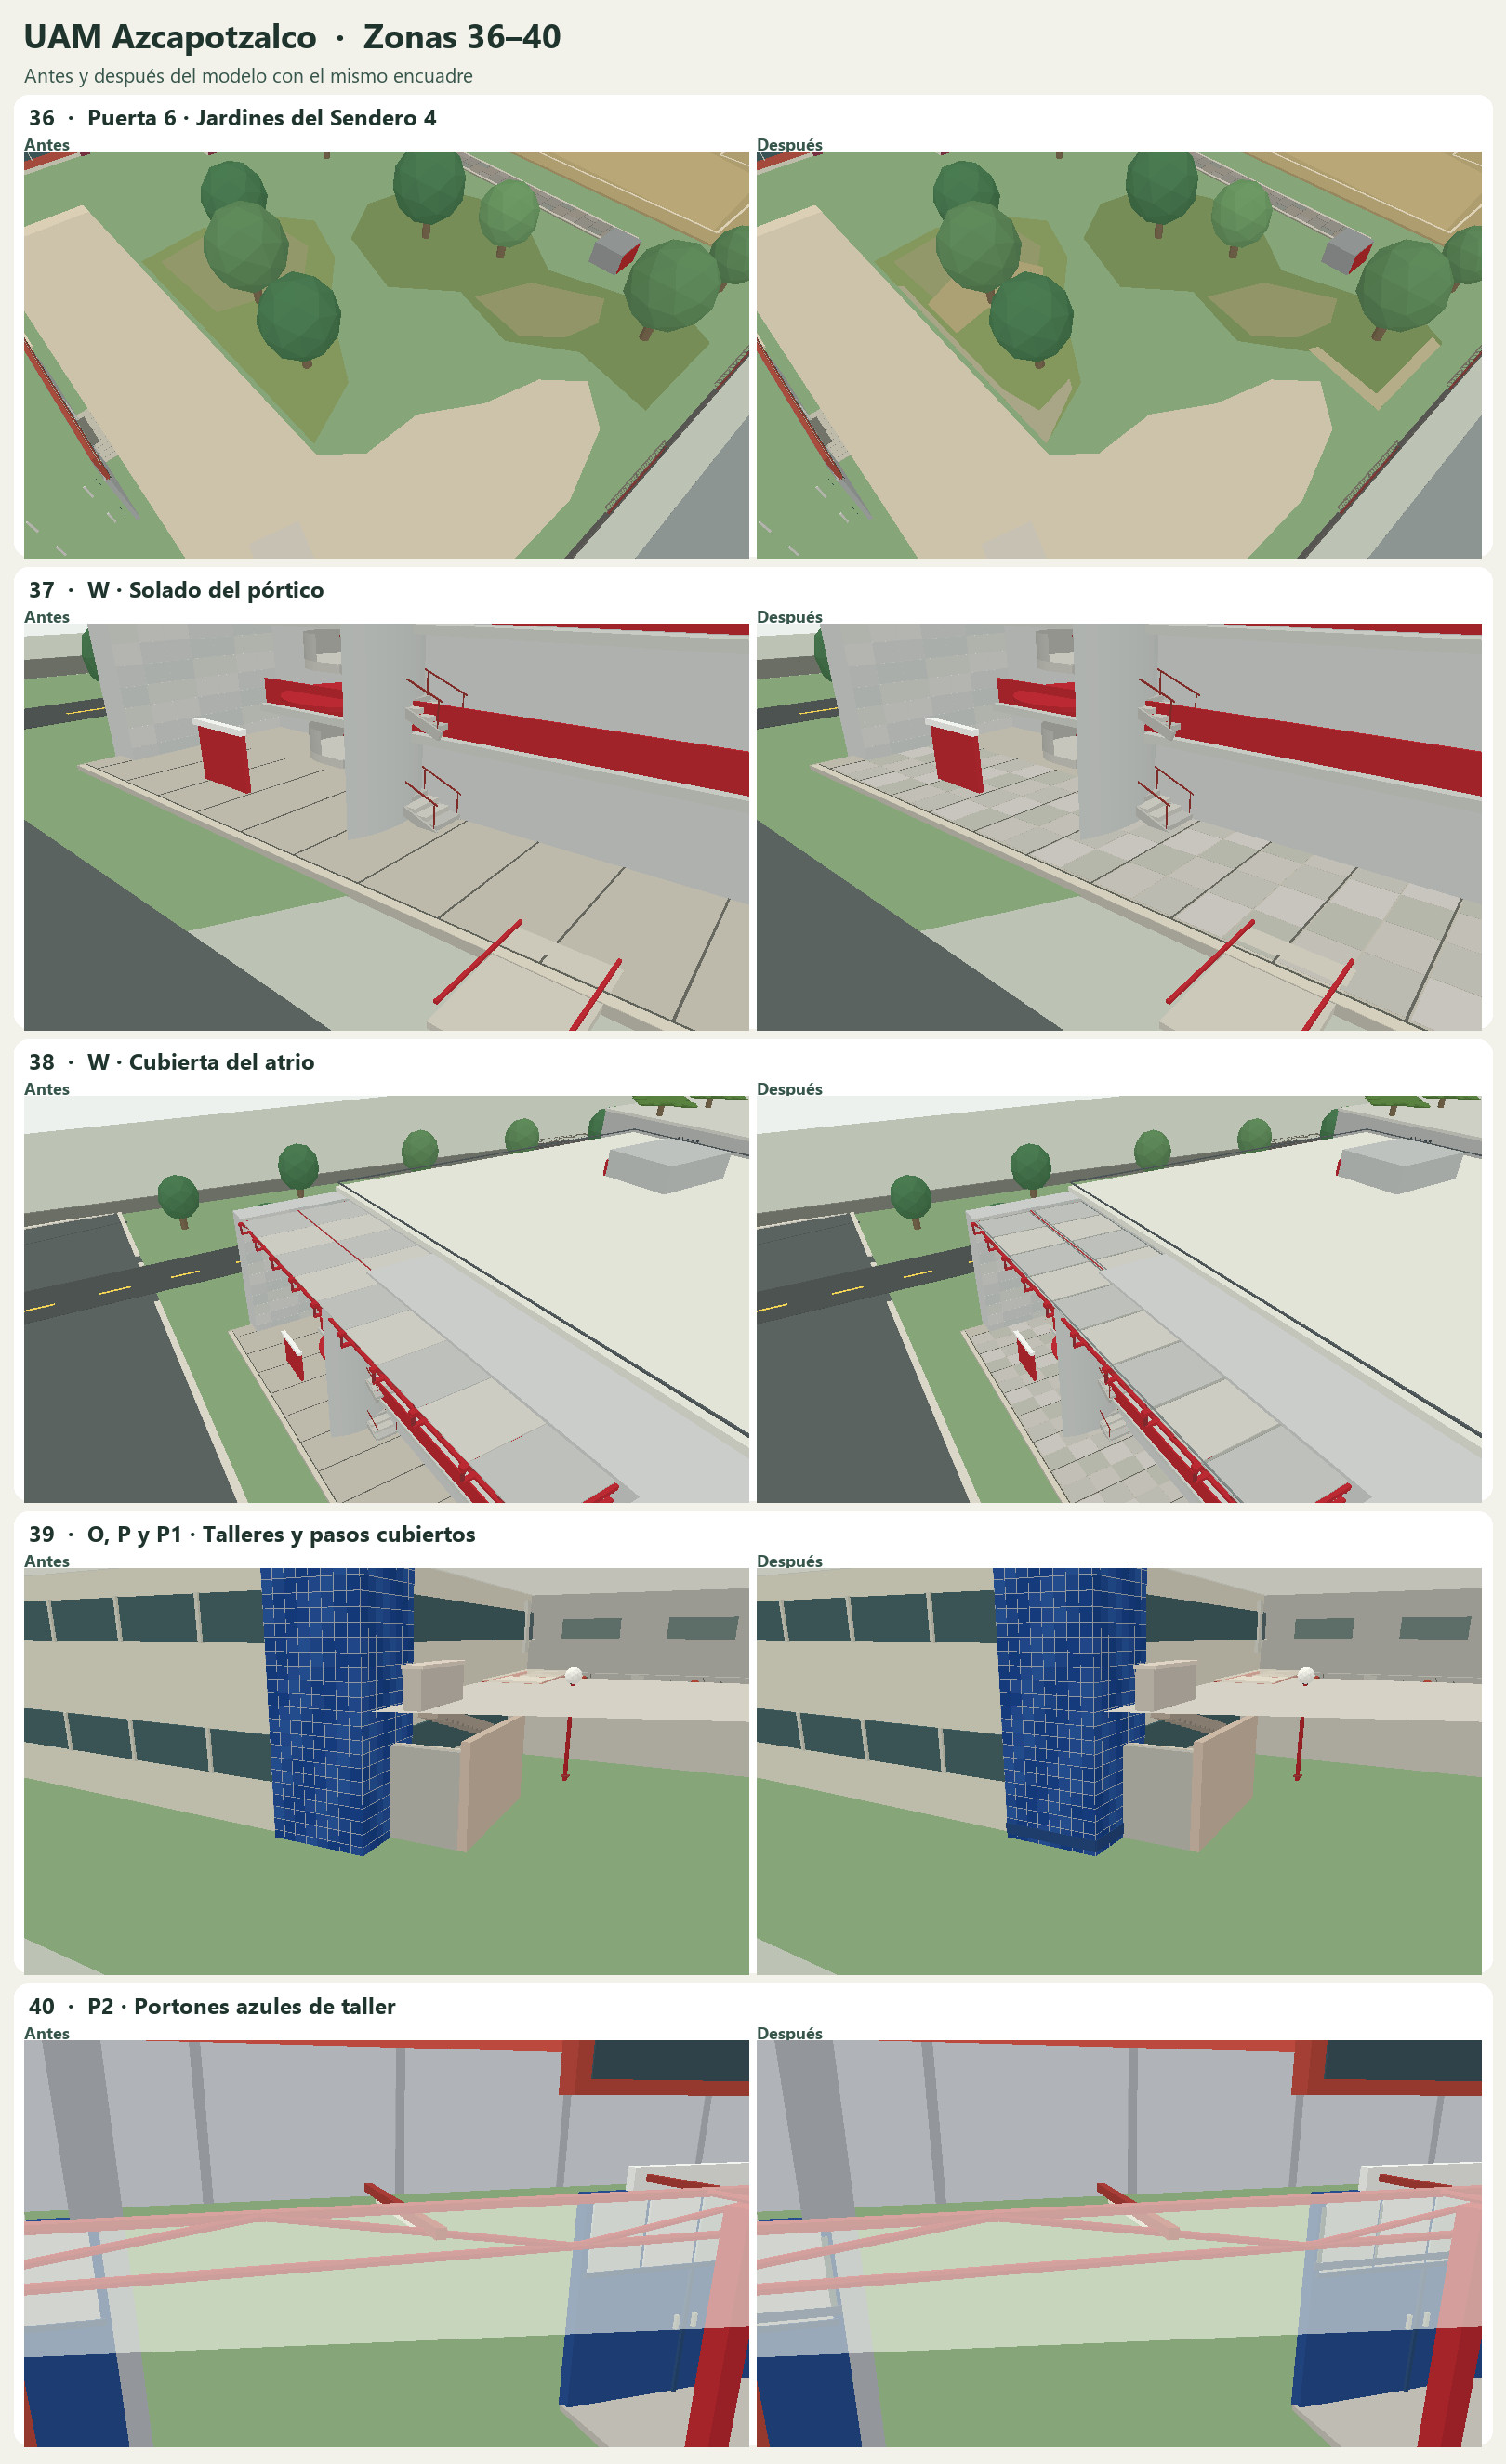 UAM Azcapotzalco · Zonas 36–40
Antes y después del modelo con el mismo encuadre
36 · Puerta 6 · Jardines del Sendero 4
Antes Después
37 · W · Solado del pórtico
Antes Después
38 · W · Cubierta del atrio
Antes Después
39 · O, P y P1 · Talleres y pasos cubiertos
Antes Después
40 · P2 · Portones azules de taller
Antes Después